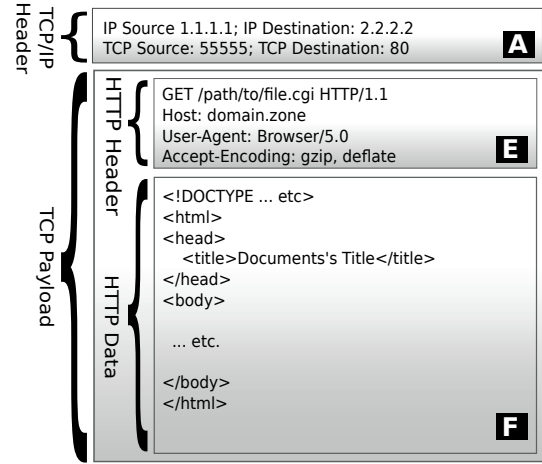 TCP/IP
Header
IP Source 1.1.1.1; IP Destination: 2.2.2.2
TCP Source: 55555; TCP Destination: 80
A
TCP Payload
HTTP Header
GET /path/to/file.cgi HTTP/1.1
Host: domain.zone
User-Agent: Browser/5.0
Accept-Encoding: gzip, deflate
E
HTTP Data
<!DOCTYPE ... etc>
<html>
<head>
<title>Documents's Title</title>
</head>
<body>
... etc.
</body>
</html>
F